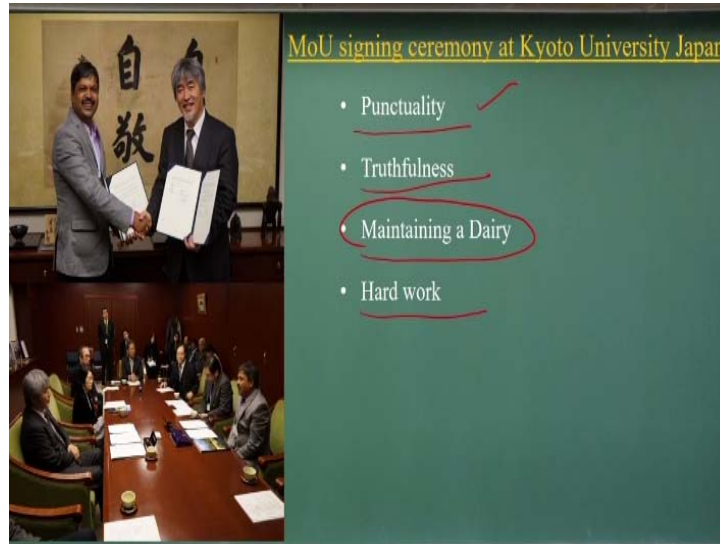 MoU signing ceremony at Kyoto University Japan
• Punctuality
• Truthfulness
• Maintaining a Dairy
• Hard work
自
敬